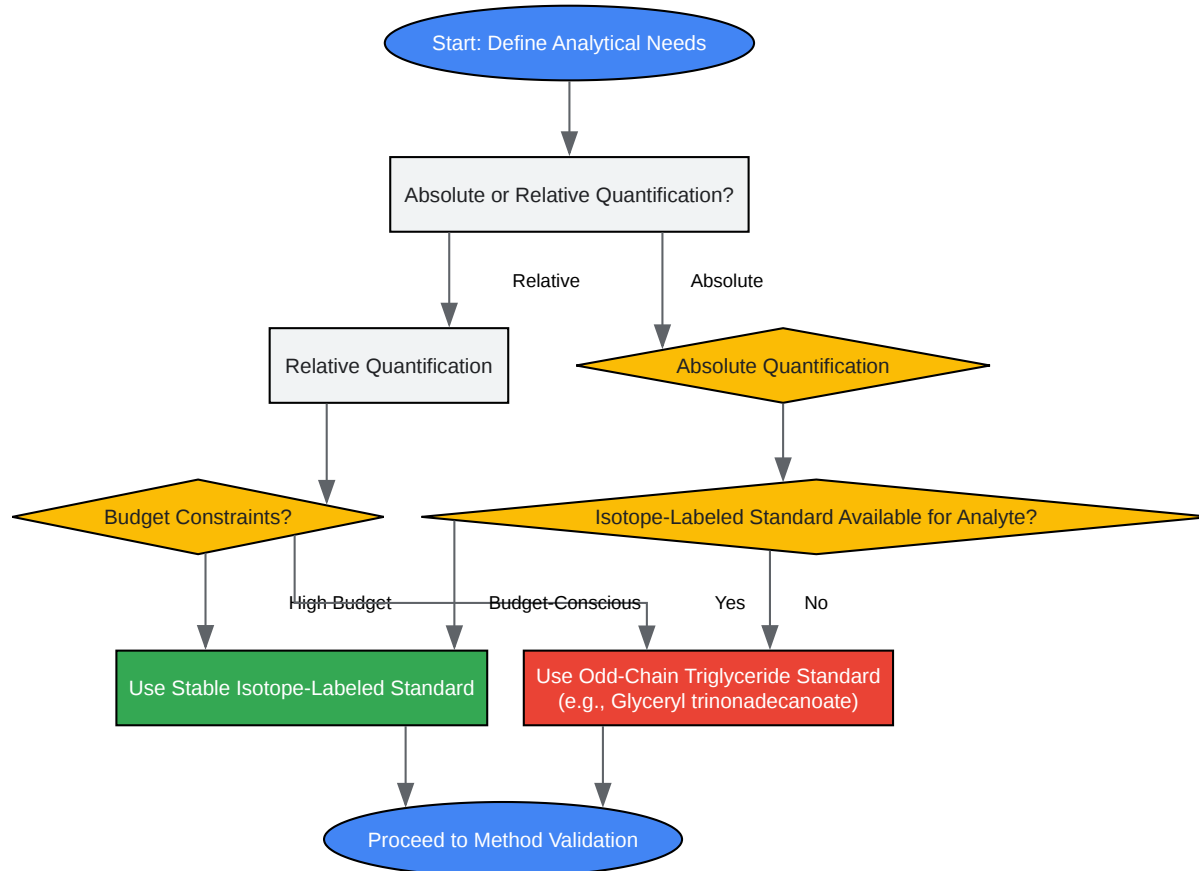 Start: Define Analytical Needs
Absolute or Relative Quantification?
Relative
Absolute
Relative Quantification
Absolute Quantification
Budget Constraints?
Isotope-Labeled Standard Available for Analyte?
High Budget
Budget-Conscious
Yes
No
Use Stable Isotope-Labeled Standard
Use Odd-Chain Triglyceride Standard
(e.g., Glyceryl trinonadecanoate)
Proceed to Method Validation